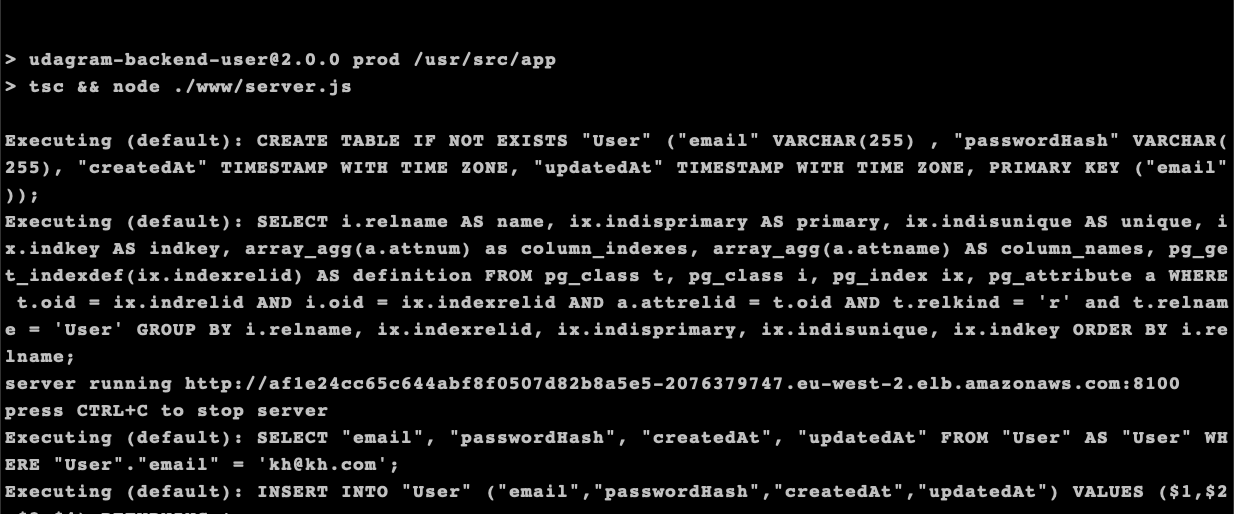 > udagram-backend-user@2.0.0 prod /usr/src/app
> tsc && node ./www/server.js
Executing (default): CREATE TABLE IF NOT EXISTS "User" ("email" VARCHAR(255) , "passwordHash" VARCHAR(
255), "createdAt" TIMESTAMP WITH TIME ZONE, "updatedAt" TIMESTAMP WITH TIME ZONE, PRIMARY KEY ("email"
));
Executing (default): SELECT i.relname AS name, ix.indisprimary AS primary, ix.indisunique AS unique, i
x.indkey AS indkey, array_agg(a.attnum) as column_indexes, array_agg(a.attname) AS column_names, pg_ge
t_indexdef(ix.indexrelid) AS definition FROM pg_class t, pg_class i, pg_index ix, pg_attribute a WHERE
 t.oid = ix.indrelid AND i.oid = ix.indexrelid AND a.attrelid = t.oid AND t.relkind = 'r' and t.relnam
e = 'User' GROUP BY i.relname, ix.indexrelid, ix.indisprimary, ix.indisunique, ix.indkey ORDER BY i.re
lname;
server running http://af1e24cc65c644abf8f0507d82b8a5e5-2076379747.eu-west-2.elb.amazonaws.com:8100
press CTRL+C to stop server
Executing (default): SELECT "email", "passwordHash", "createdAt", "updatedAt" FROM "User" AS "User" WH
ERE "User"."email" = 'kh@kh.com';
Executing (default): INSERT INTO "User" ("email","passwordHash","createdAt","updatedAt") VALUES ($1,$2